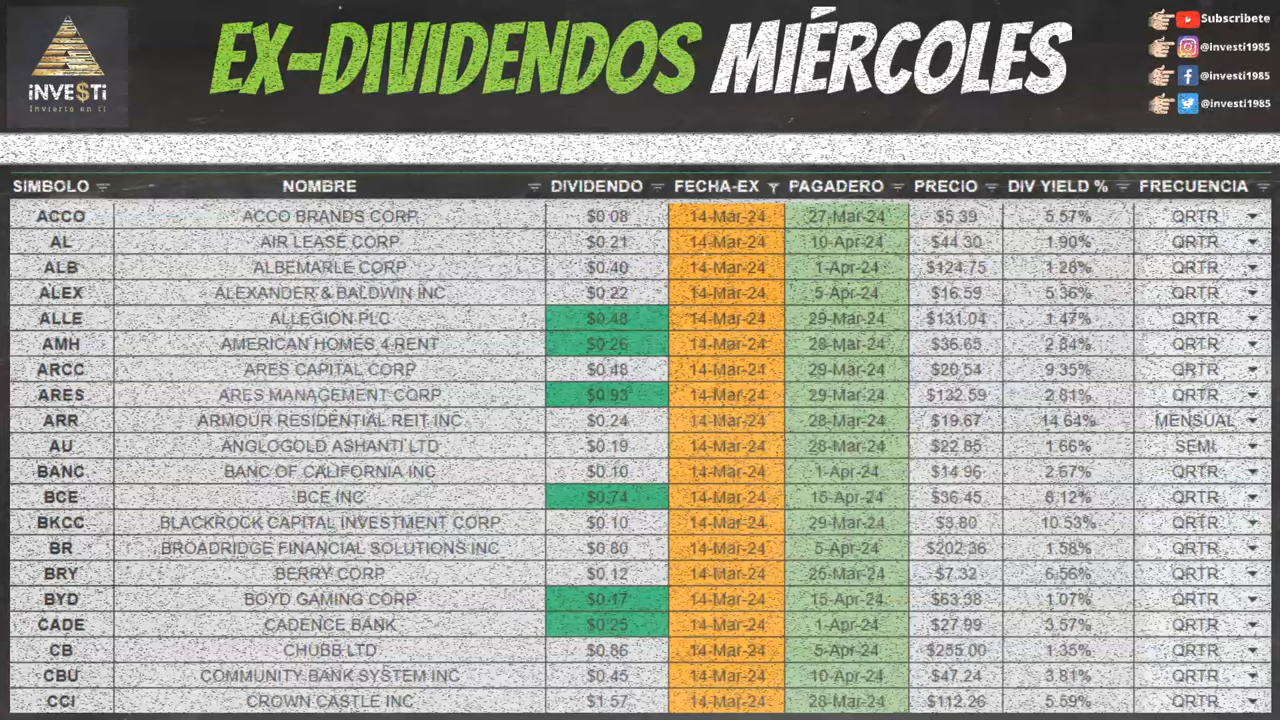 EX-DIVIDENDOS MIÉRCOLES
INVE$Ti
Invierto en ti
Subscribete
@investi1985
@investi1985
@investi1985
SIMBOLO NOMBRE DIVIDENDO FECHA-EX PAGADERO PRECIO DIV YIELD % FRECUENCIA
ACCO ACCO BRANDS CORP. $0.08 14-Mar-24 27-Mar-24 $5.39 5.57% QRTR
AL AIR LEASE CORP $0.21 14-Mar-24 10-Apr-24 $44.30 1.90% QRTR
ALB ALBEMARLE CORP $0.40 14-Mar-24 1-Apr-24 $124.75 1.28% QRTR
ALEX ALEXANDER & BALDWIN INC $0.22 14-Mar-24 5-Apr-24 $16.59 5.36% QRTR
ALLE ALLEGION PLC $0.48 14-Mar-24 29-Mar-24 $131.04 1.47% QRTR
AMH AMERICAN HOMES 4 RENT $0.26 14-Mar-24 28-Mar-24 $36.65 2.84% QRTR
ARCC ARES CAPITAL CORP $0.48 14-Mar-24 29-Mar-24 $20.54 9.35% QRTR
ARES ARES MANAGEMENT CORP $0.93 14-Mar-24 29-Mar-24 $132.59 2.81% QRTR
ARR ARMOUR RESIDENTIAL REIT INC $0.24 14-Mar-24 28-Mar-24 $19.67 14.64% MENSUAL
AU ANGLOGOLD ASHANTI LTD $0.19 14-Mar-24 28-Mar-24 $22.85 1.66% SEMI.
BANC BANC OF CALIFORNIA INC $0.10 14-Mar-24 1-Apr-24 $14.96 2.67% QRTR
BCE BCE INC $0.74 14-Mar-24 15-Apr-24 $36.45 8.12% QRTR
BKCC BLACKROCK CAPITAL INVESTMENT CORP $0.10 14-Mar-24 29-Mar-24 $3.80 10.53% QRTR
BR BROADRIDGE FINANCIAL SOLUTIONS INC $0.80 14-Mar-24 5-Apr-24 $202.36 1.58% QRTR
BRY BERRY CORP $0.12 14-Mar-24 25-Mar-24 $7.32 6.56% QRTR
BYD BOYD GAMING CORP $0.17 14-Mar-24 15-Apr-24 $63.38 1.07% QRTR
CADE CADENCE BANK $0.25 14-Mar-24 1-Apr-24 $27.99 3.57% QRTR
CB CHUBB LTD $0.86 14-Mar-24 5-Apr-24 $255.00 1.35% QRTR
CBU COMMUNITY BANK SYSTEM INC $0.45 14-Mar-24 10-Apr-24 $47.24 3.81% QRTR
CCI CROWN CASTLE INC $1.57 14-Mar-24 28-Mar-24 $112.26 5.59% QRTR